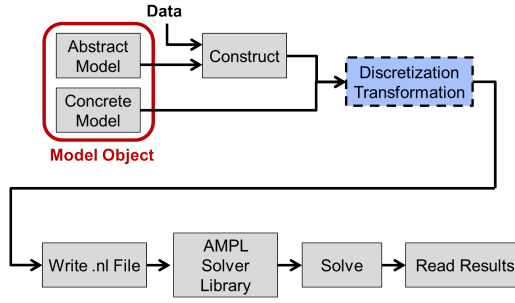 Data
Abstract
Model
Construct
Concrete
Model
Model Object
Discretization
Transformation
Write .nl File
AMPL
Solver
Library
Solve
Read Results